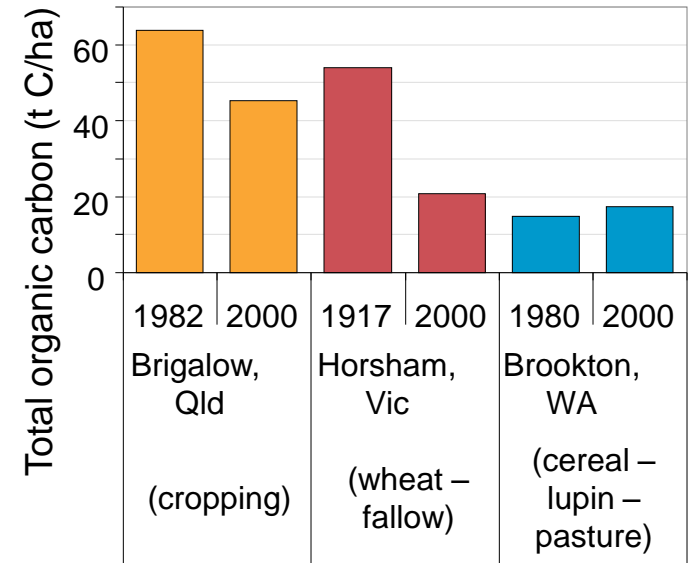 Total organic carbon (t C/ha)
60
40
20
0
1982 2000 1917 2000 1980 2000
Brigalow, Qld
(cropping)
Horsham, Vic
(wheat – fallow)
Brookton, WA
(cereal – lupin – pasture)